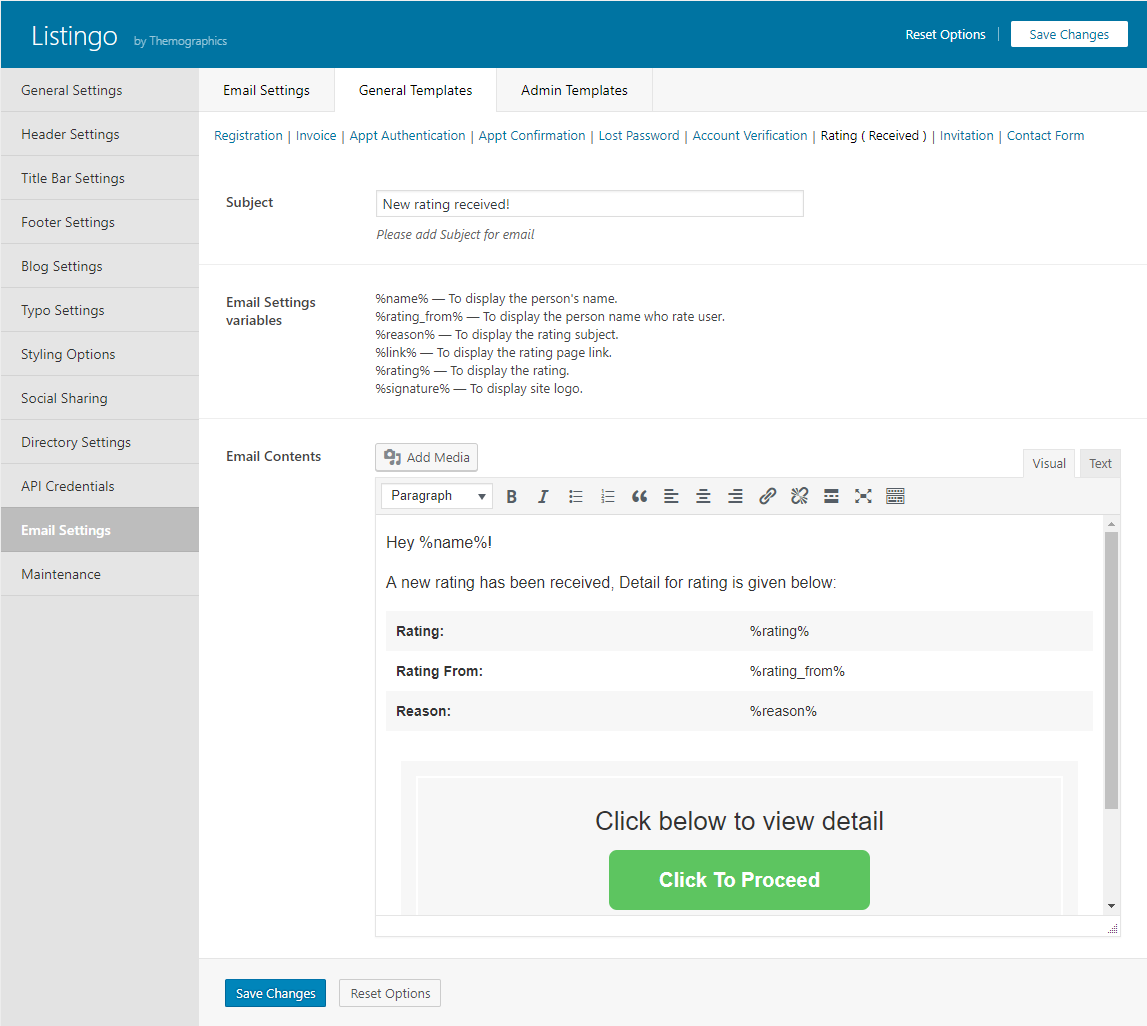 Listingo by Themographics
Reset Options | Save Changes
General Settings
Header Settings
Title Bar Settings
Footer Settings
Blog Settings
Typo Settings
Styling Options
Social Sharing
Directory Settings
API Credentials
Email Settings
Maintenance
Email Settings General Templates Admin Templates
Registration | Invoice | Appt Authentication | Appt Confirmation | Lost Password | Account Verification | Rating ( Received ) | Invitation | Contact Form
Subject
New rating received!
Please add Subject for email
Email Settings
variables
%name% — To display the person's name.
%rating_from% — To display the person name who rate user.
%reason% — To display the rating subject.
%link% — To display the rating page link.
%rating% — To display the rating.
%signature% — To display site logo.
Email Contents
Add Media
Visual Text
Paragraph
Hey %name%!
A new rating has been received, Detail for rating is given below:
Rating: %rating%
Rating From: %rating_from%
Reason: %reason%
Click below to view detail
Click To Proceed
Save Changes Reset Options